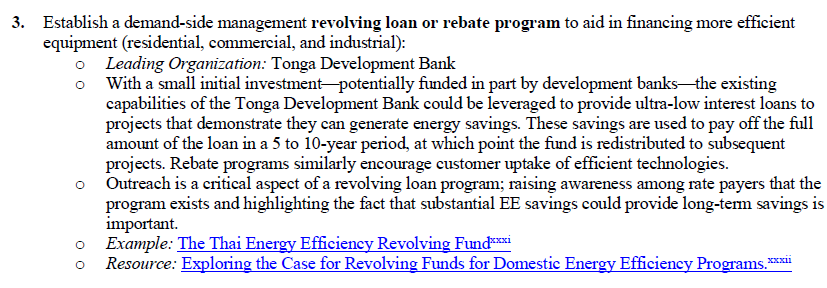 3. Establish a demand-side management revolving loan or rebate program to aid in financing more efficient
equipment (residential, commercial, and industrial):
o Leading Organization: Tonga Development Bank
o With a small initial investment—potentially funded in part by development banks—the existing
capabilities of the Tonga Development Bank could be leveraged to provide ultra-low interest loans to
projects that demonstrate they can generate energy savings. These savings are used to pay off the full
amount of the loan in a 5 to 10-year period, at which point the fund is redistributed to subsequent
projects. Rebate programs similarly encourage customer uptake of efficient technologies.
o Outreach is a critical aspect of a revolving loan program; raising awareness among rate payers that the
program exists and highlighting the fact that substantial EE savings could provide long-term savings is
important.
o Example: The Thai Energy Efficiency Revolving Fund^xxxi
o Resource: Exploring the Case for Revolving Funds for Domestic Energy Efficiency Programs.^xxxii